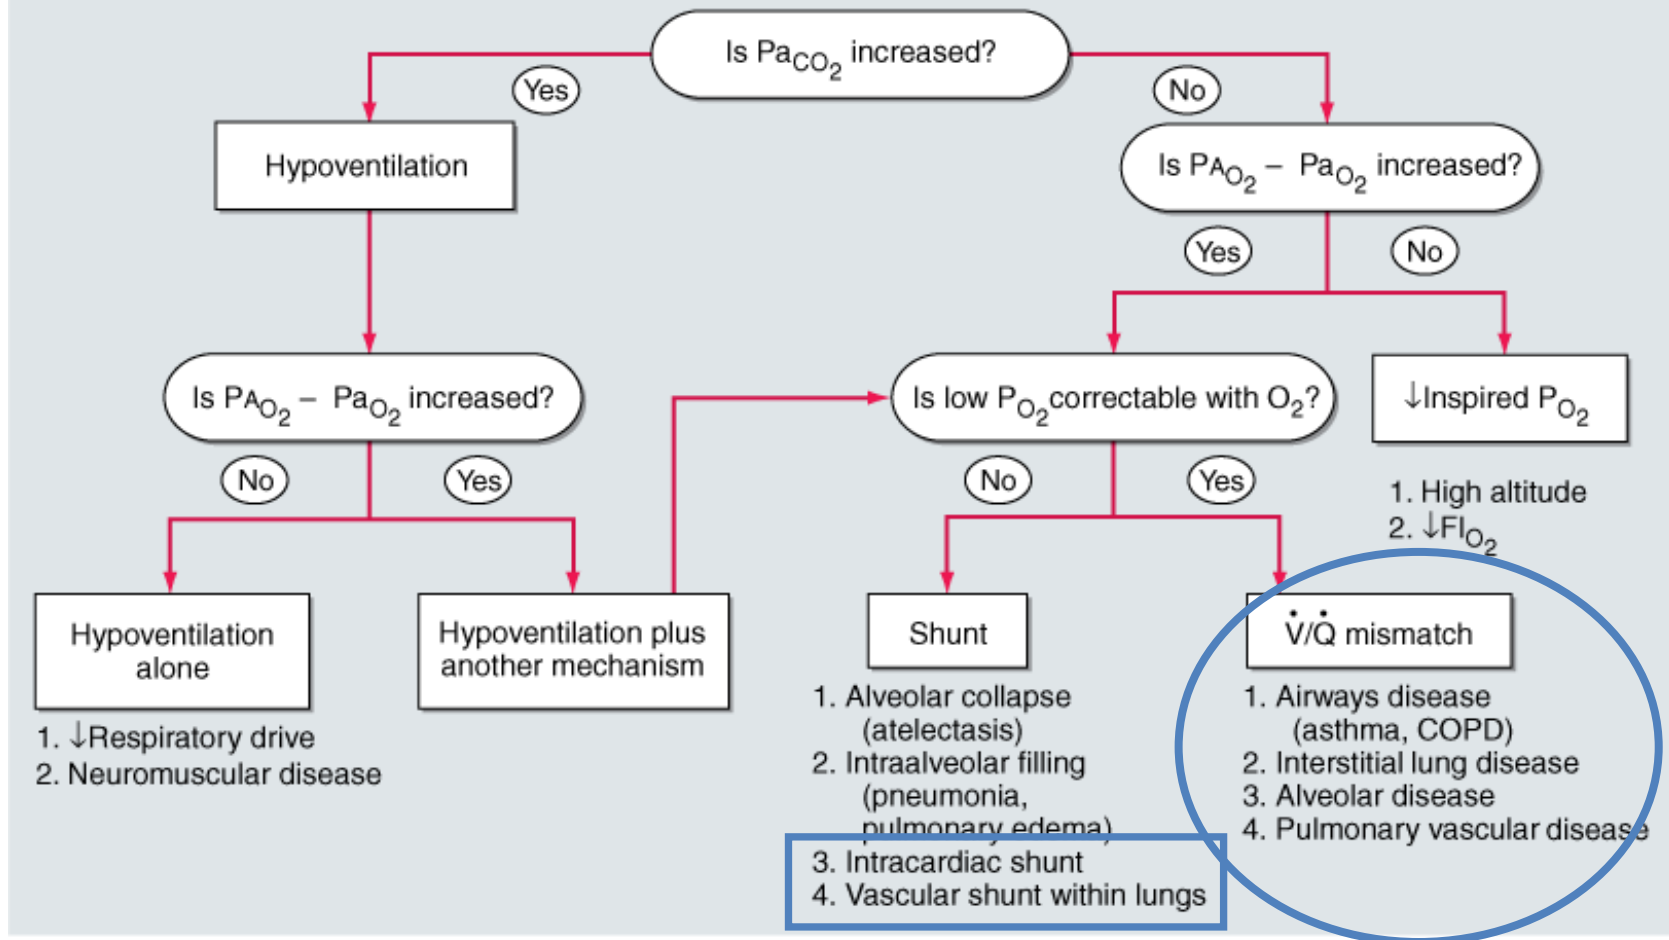 Is PaCO2 increased?
Yes
No
Hypoventilation
Is PAO2 – PaO2 increased?
Yes
No
Is PAO2 – PaO2 increased?
Is low PO2 correctable with O2?
↓Inspired PO2
No
Yes
No
Yes
1. High altitude
2. ↓FIO2
Hypoventilation
alone
Hypoventilation plus
another mechanism
Shunt
V̇/Q̇ mismatch
1. ↓Respiratory drive
2. Neuromuscular disease
1. Alveolar collapse
(atelectasis)
2. Intraalveolar filling
(pneumonia,
pulmonary edema)
3. Intracardiac shunt
4. Vascular shunt within lungs
1. Airways disease
(asthma, COPD)
2. Interstitial lung disease
3. Alveolar disease
4. Pulmonary vascular disease